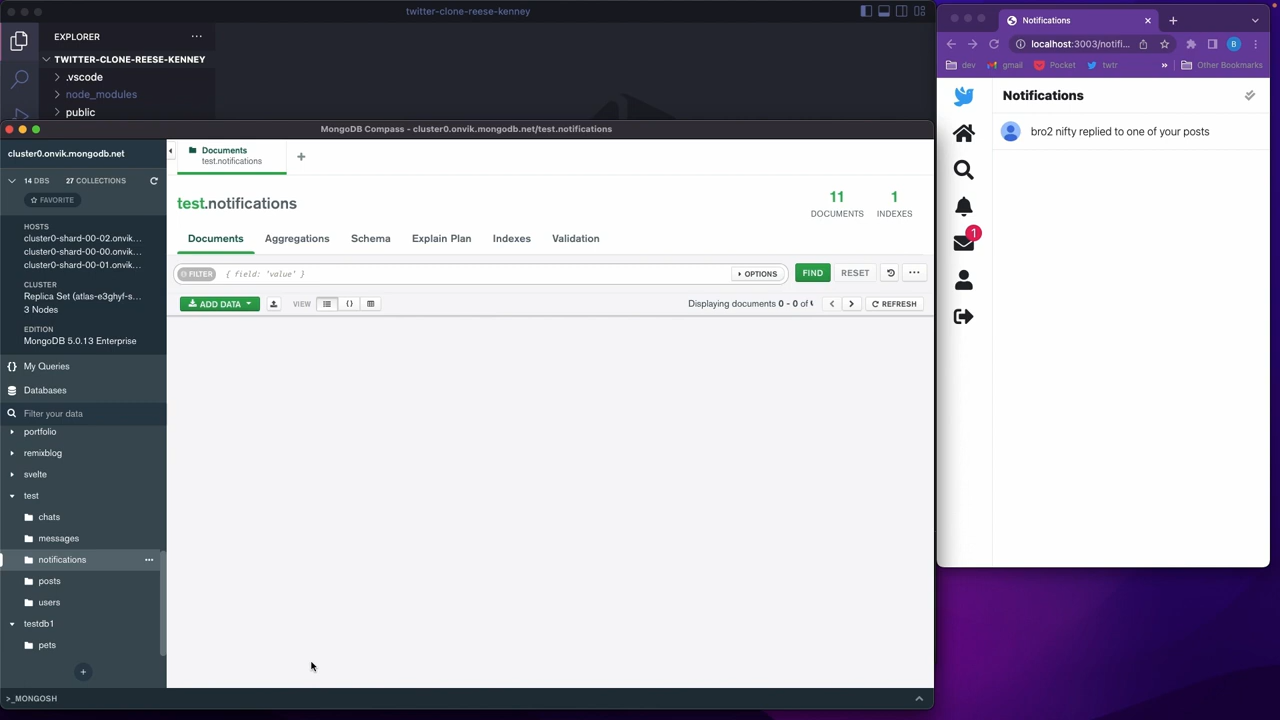 twitter-clone-reese-kenney
EXPLORER
TWITTER-CLONE-REESE-KENNEY
.vscode
node_modules
public
MongoDB Compass - cluster0.onvik.mongodb.net/test.notifications
cluster0.onvik.mongodb.net
14 DBS 27 COLLECTIONS
FAVORITE
HOSTS
cluster0-shard-00-02.onvik...
cluster0-shard-00-00.onvik...
cluster0-shard-00-01.onvik...
CLUSTER
Replica Set (atlas-e3ghyf-s...
3 Nodes
EDITION
MongoDB 5.0.13 Enterprise
{} My Queries
Databases
Filter your data
portfolio
remixblog
svelte
test
chats
messages
notifications
posts
users
testdb1
pets
>_MONGOSH
Documents
test.notifications
test.notifications
11
DOCUMENTS
1
INDEXES
Documents Aggregations Schema Explain Plan Indexes Validation
FILTER { field: 'value' } OPTIONS FIND RESET
ADD DATA VIEW {} Displaying documents 0 - 0 of REFRESH
Notifications
localhost:3003/notifi...
B
dev gmail Pocket twtr » Other Bookmarks
Notifications
bro2 nifty replied to one of your posts
1